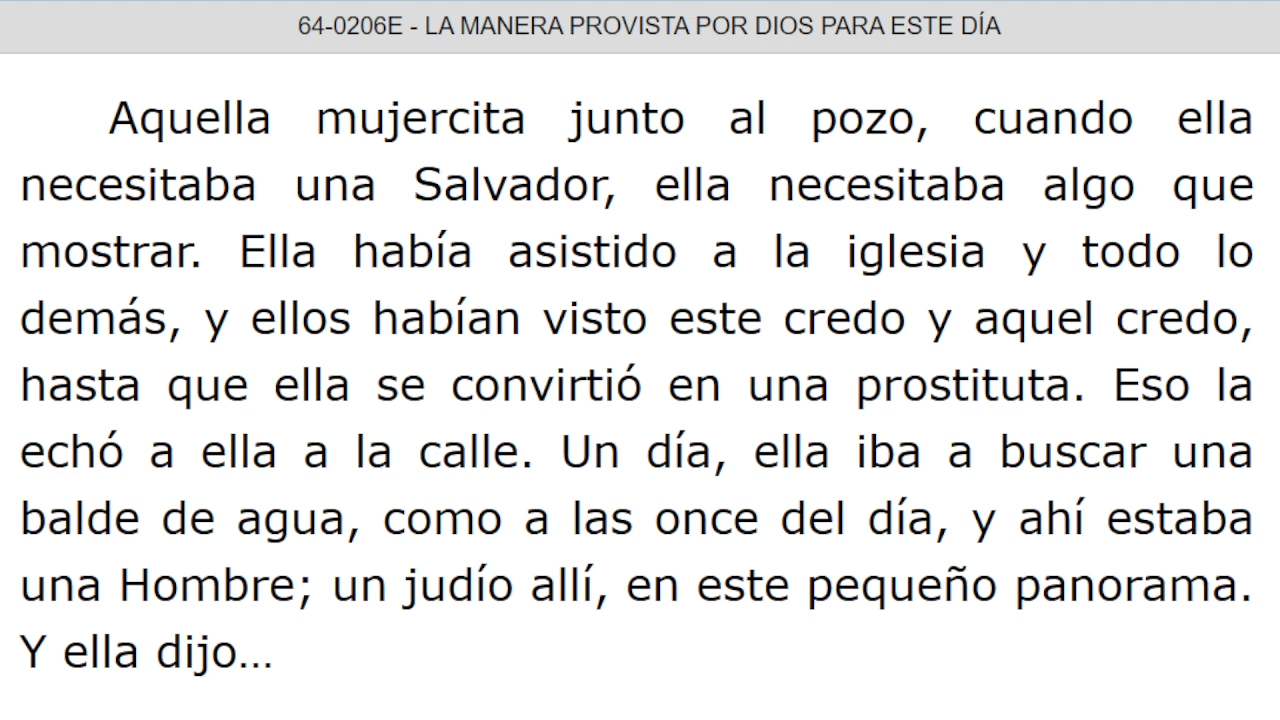 64-0206E - LA MANERA PROVISTA POR DIOS PARA ESTE DÍA
Aquella mujercita junto al pozo, cuando ella
necesitaba una Salvador, ella necesitaba algo que
mostrar. Ella había asistido a la iglesia y todo lo
demás, y ellos habían visto este credo y aquel credo,
hasta que ella se convirtió en una prostituta. Eso la
echó a ella a la calle. Un día, ella iba a buscar una
balde de agua, como a las once del día, y ahí estaba
una Hombre; un judío allí, en este pequeño panorama.
Y ella dijo...